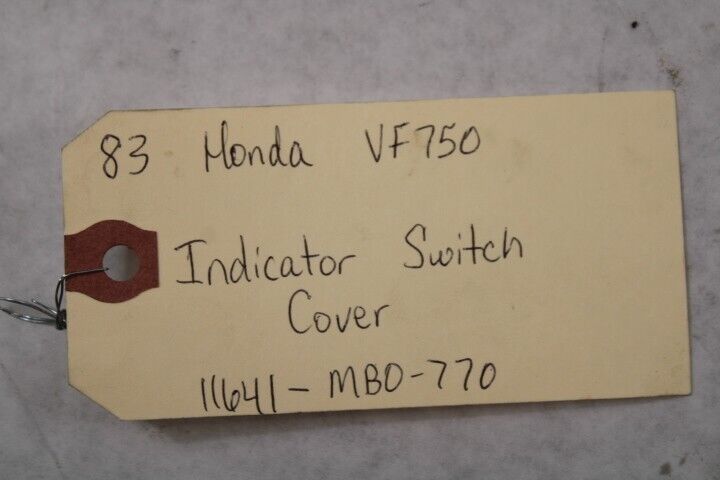 83 Honda VF750
Indicator Switch
Cover
11641-MB0-770